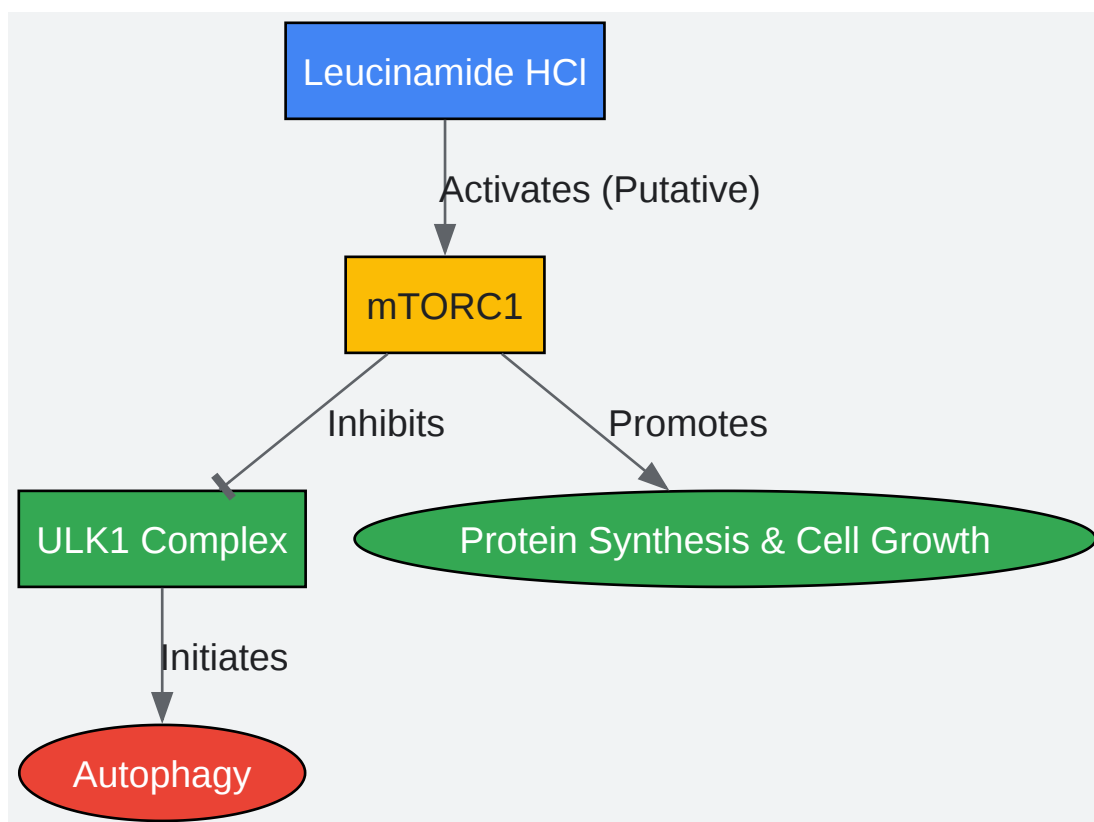 Leucinamide HCl
Activates (Putative)
mTORC1
Inhibits
Promotes
ULK1 Complex
Protein Synthesis & Cell Growth
Initiates
Autophagy